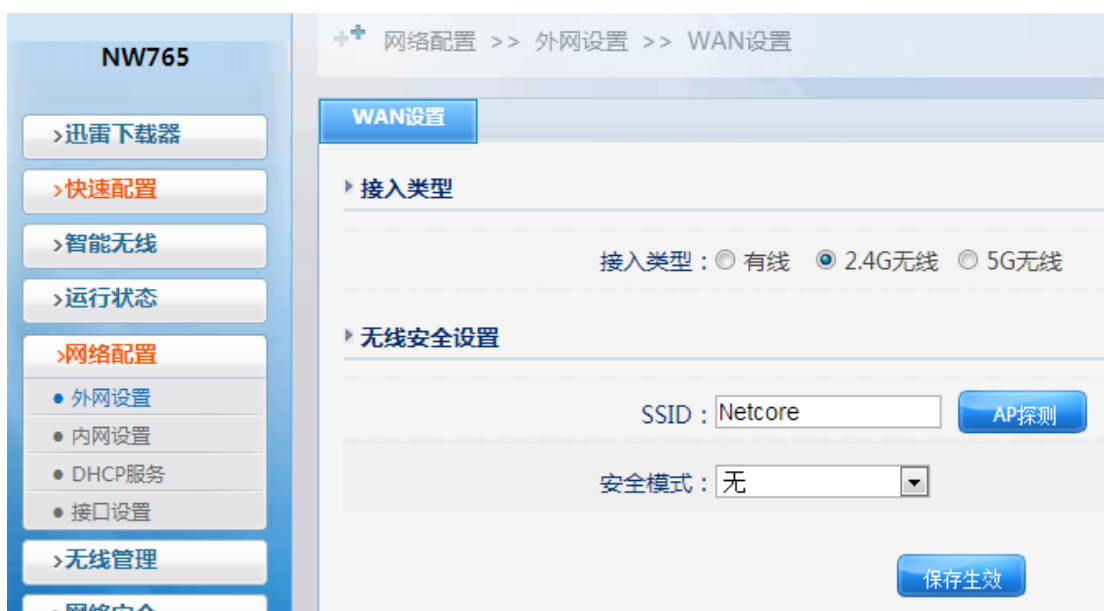 NW765
网络配置 >> 外网设置 >> WAN设置
WAN设置
>迅雷下载器
>快速配置
>智能无线
>运行状态
>网络配置
● 外网设置
● 内网设置
● DHCP服务
● 接口设置
>无线管理
>网络安全
接入类型
接入类型：有线 2.4G无线 5G无线
无线安全设置
SSID：Netcore AP探测
安全模式：无
保存生效